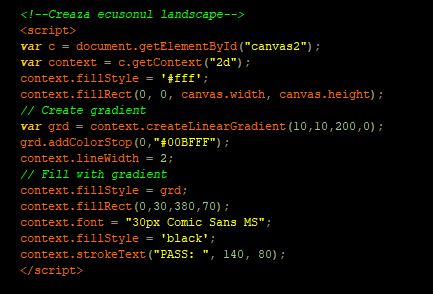 <!--Creaza ecusonul landscape-->
<script>
var c = document.getElementById("canvas2");
var context = c.getContext("2d");
context.fillStyle = '#fff';
context.fillRect(0, 0, canvas.width, canvas.height);
// Create gradient
var grd = context.createLinearGradient(10,10,200,0);
grd.addColorStop(0,"#00BFFF");
context.lineWidth = 2;
// Fill with gradient
context.fillStyle = grd;
context.fillRect(0,30,380,70);
context.font = "30px Comic Sans MS";
context.fillStyle = 'black';
context.strokeText("PASS: ", 140, 80);
</script>